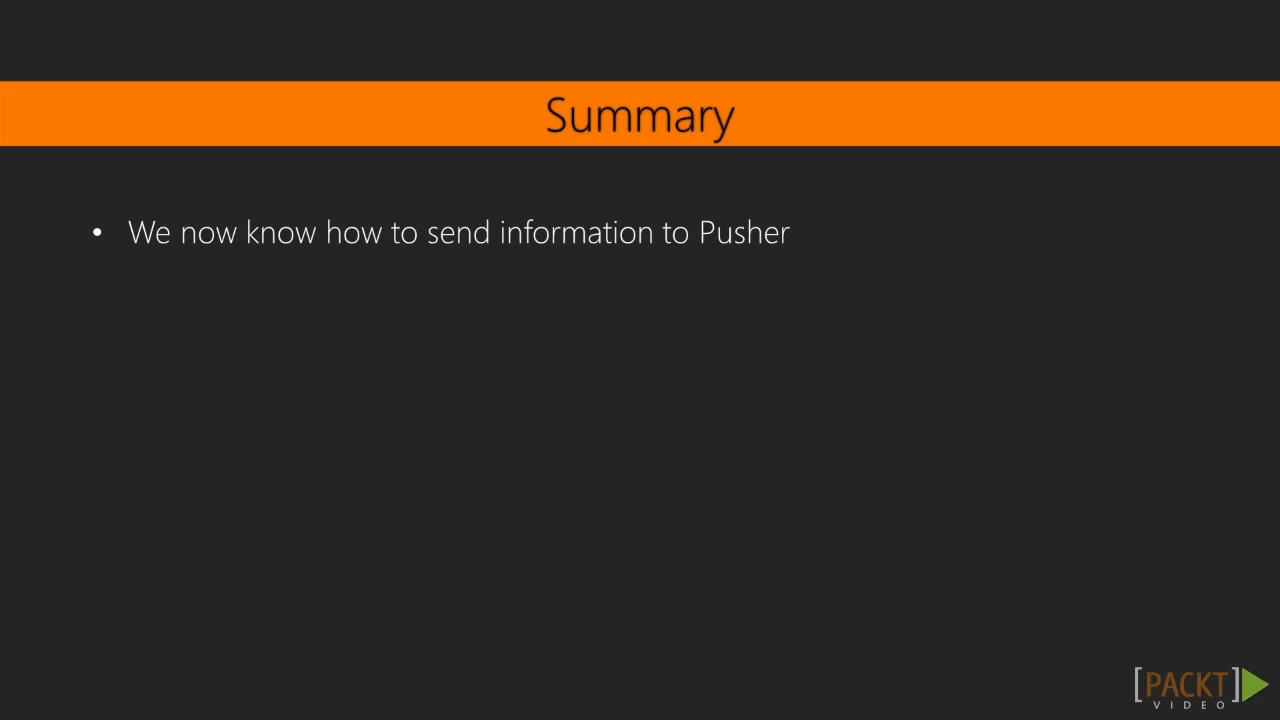 Summary
• We now know how to send information to Pusher
[PACKT]
VIDEO